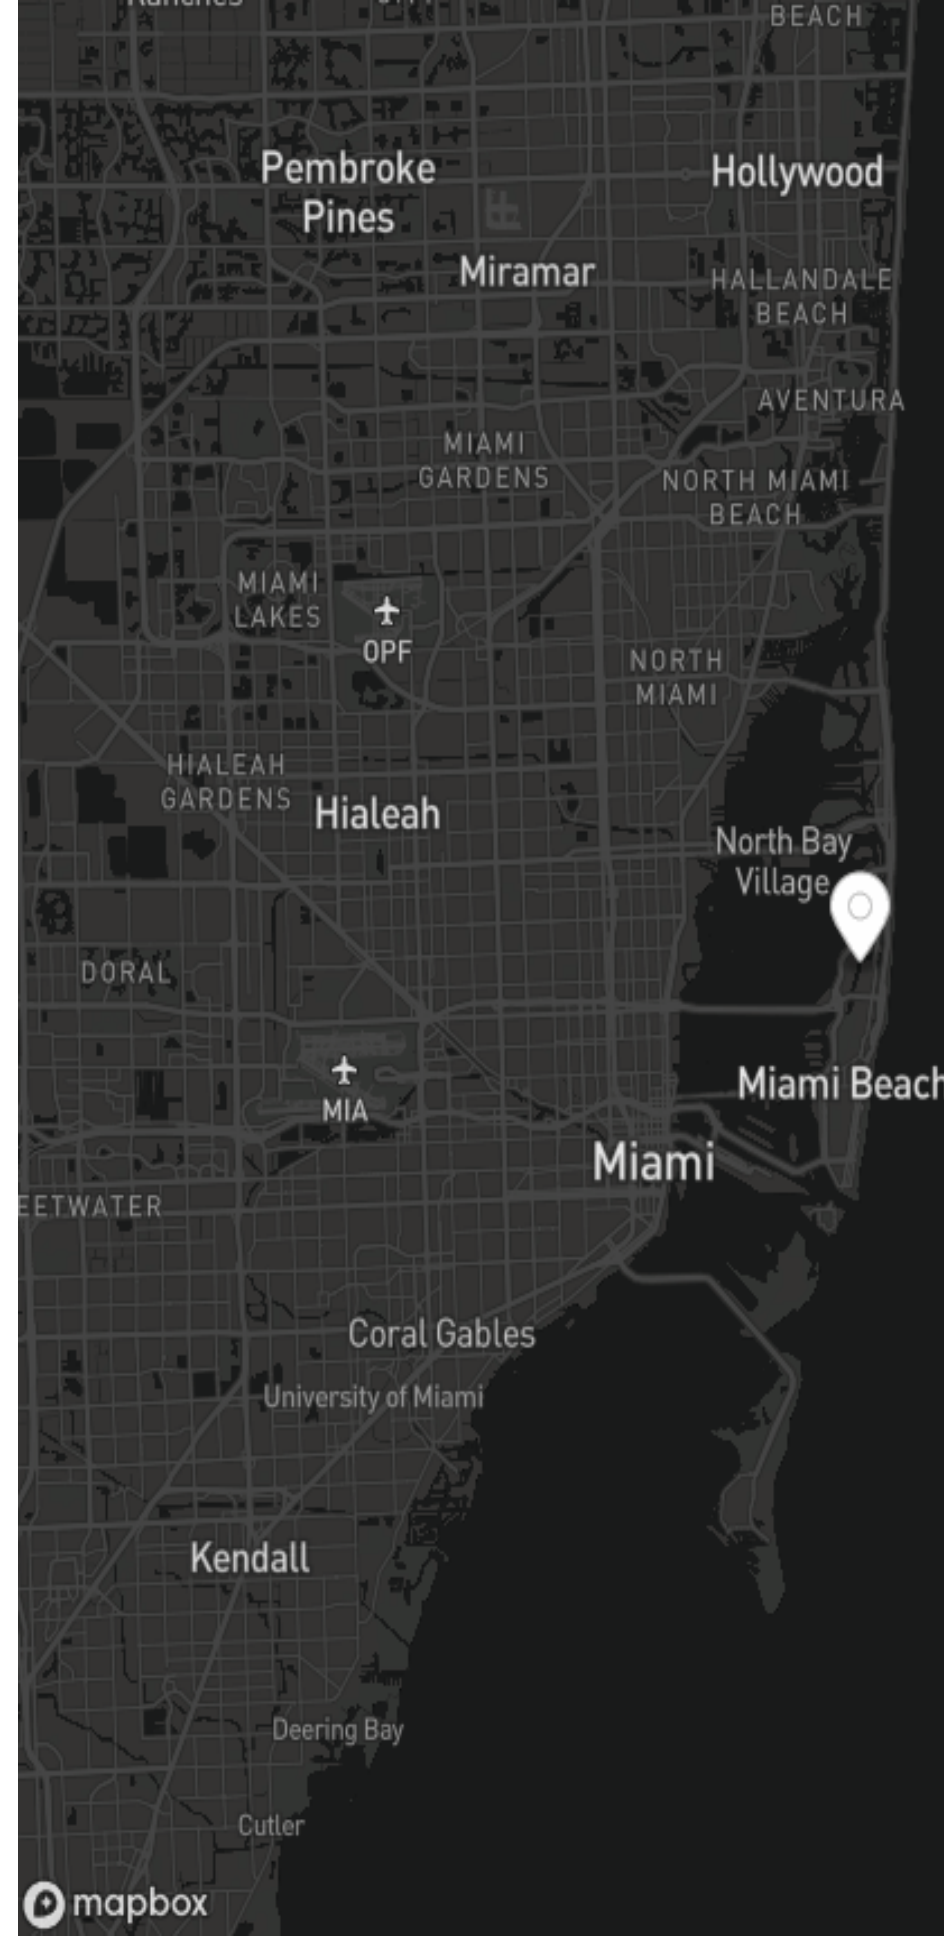 BEACH
Pembroke
Pines
Hollywood
Miramar
HALLANDALE
BEACH
AVENTURA
MIAMI
GARDENS
NORTH MIAMI
BEACH
MIAMI
LAKES
OPF
NORTH
MIAMI
HIALEAH
GARDENS
Hialeah
North Bay
Village
DORAL
MIA
Miami Beach
Miami
EETWATER
Coral Gables
University of Miami
Kendall
Deering Bay
Cutler
mapbox